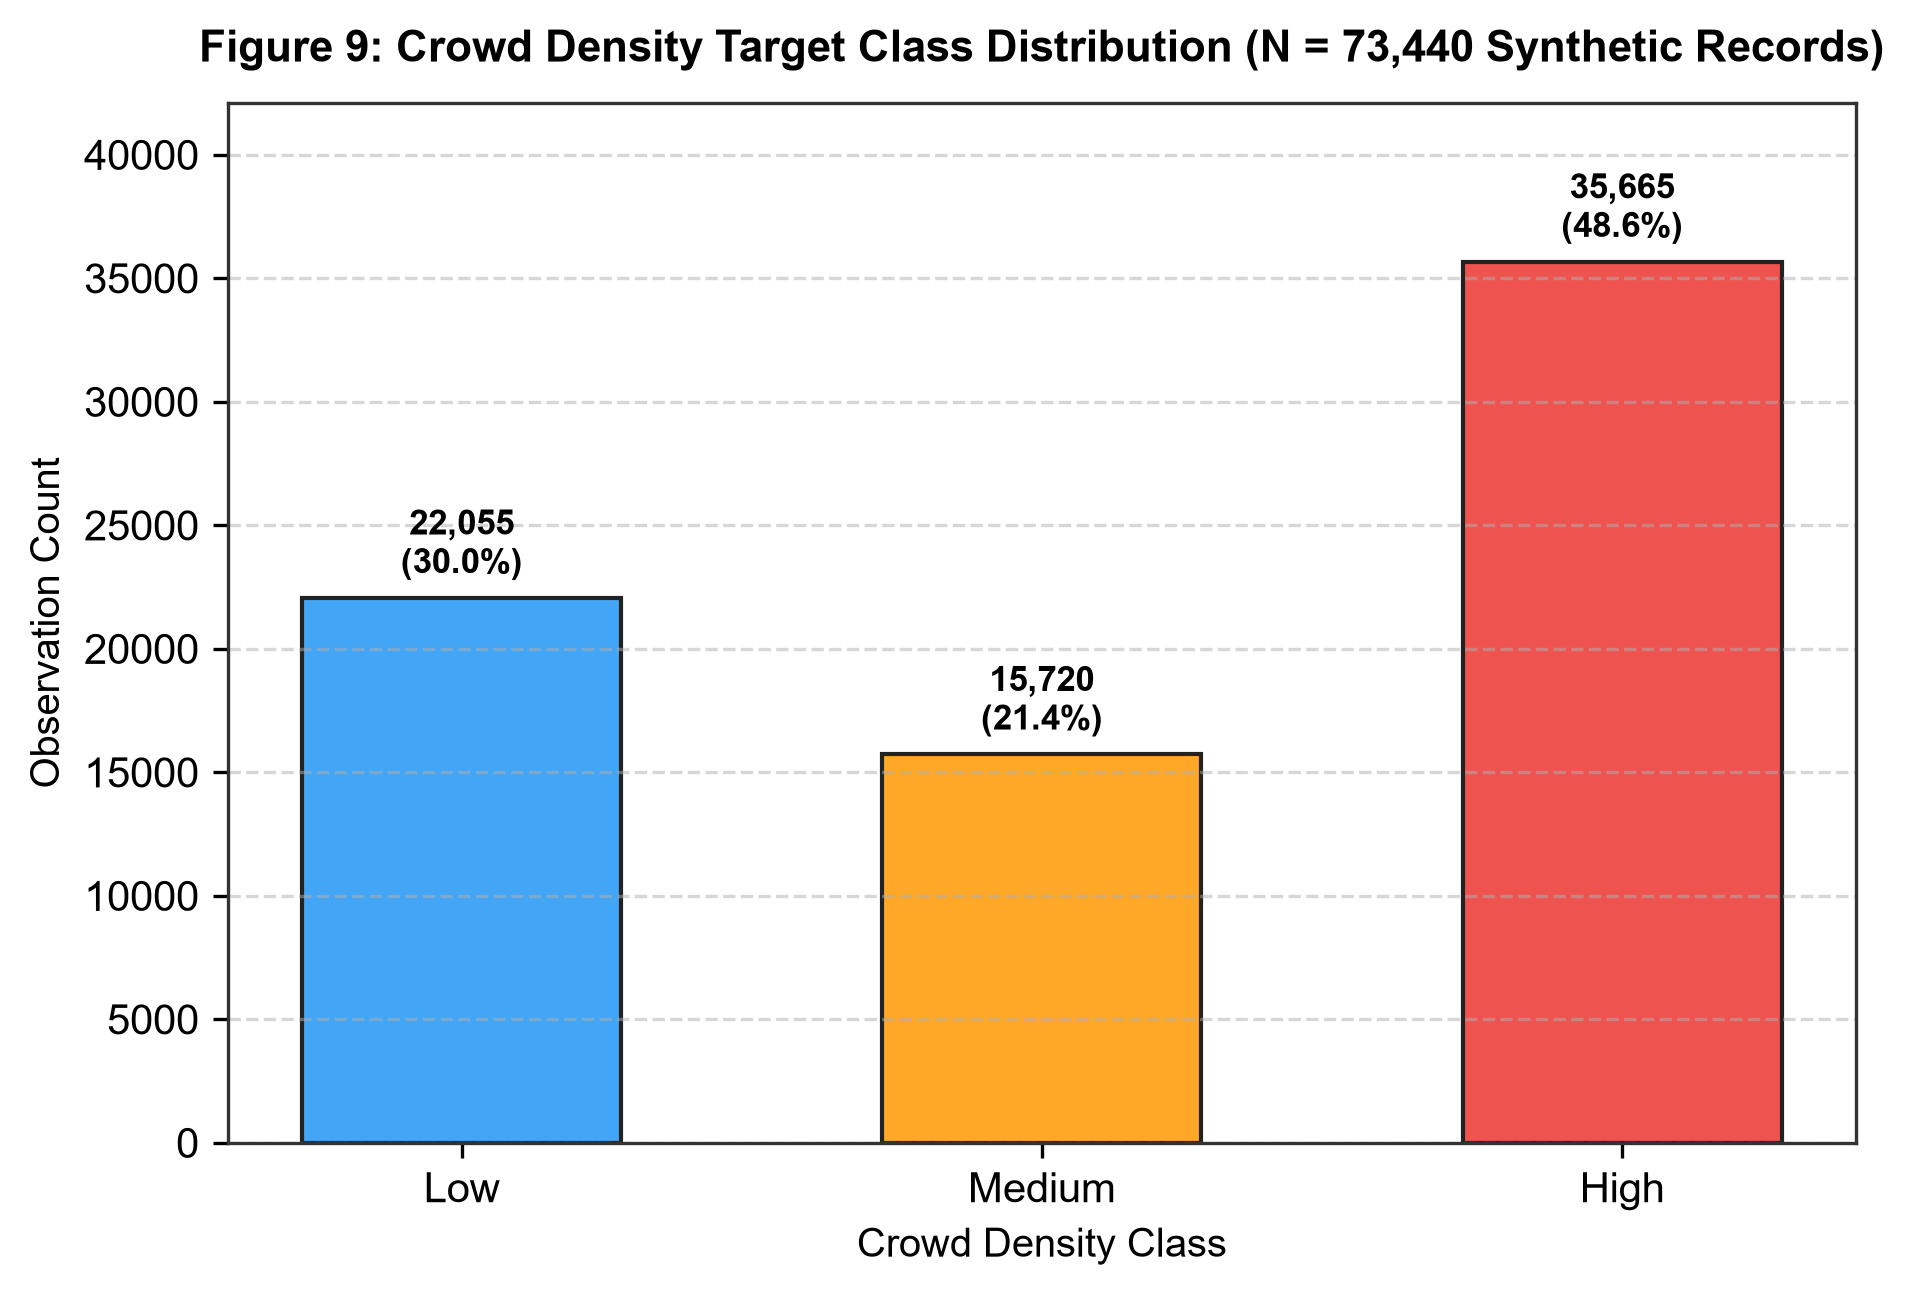 Figure 9: Crowd Density Target Class Distribution (N = 73,440 Synthetic Records)
Observation Count
40000
35000
30000
25000
20000
15000
10000
5000
0
22,055
(30.0%)
15,720
(21.4%)
35,665
(48.6%)
Low
Medium
High
Crowd Density Class